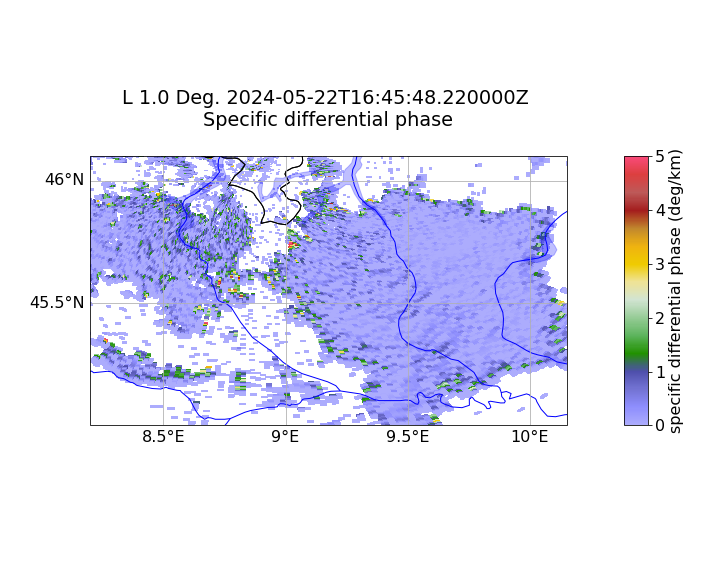 L 1.0 Deg. 2024-05-22T16:45:48.220000Z
Specific differential phase
46°N
45.5°N
8.5°E
9°E
9.5°E
10°E
5
4
3
2
1
0
specific differential phase (deg/km)